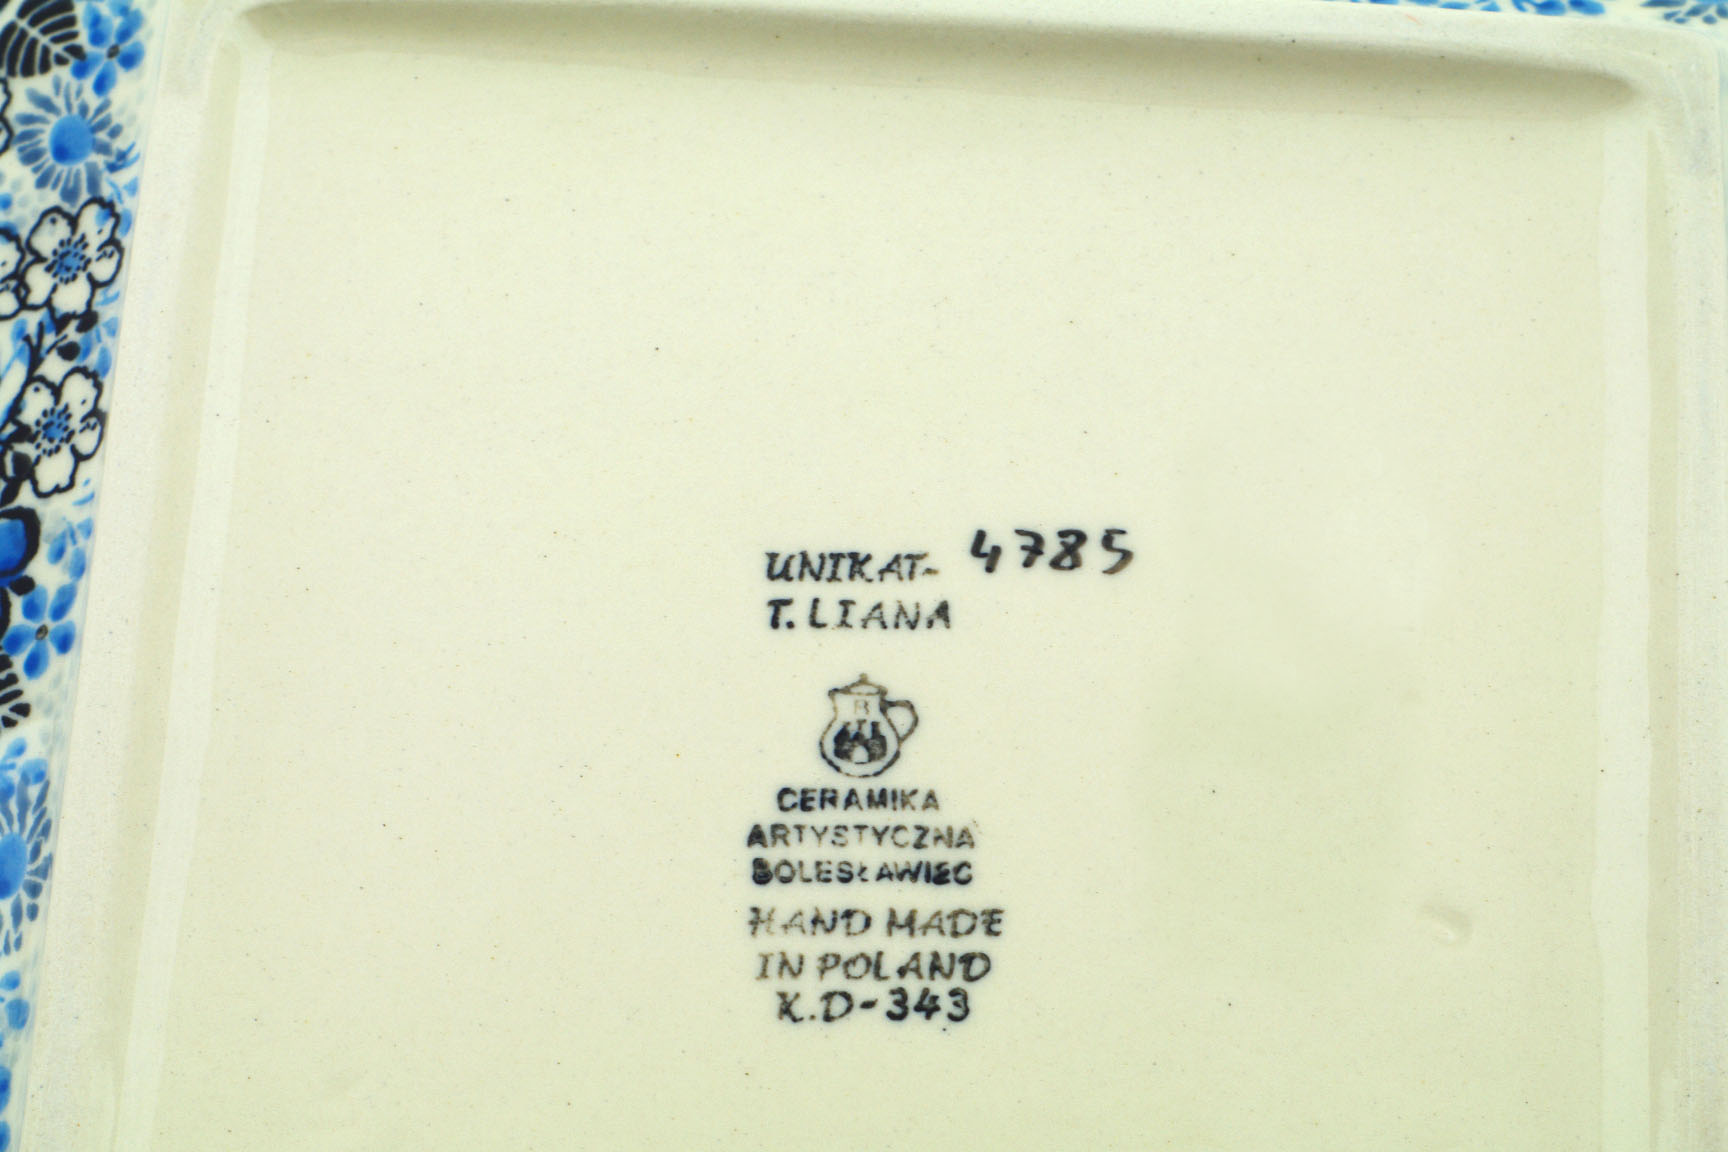 UNIKAT- 4785
T. LIANA
B
CERAMIKA
ARTYSTYCZNA
BOLESŁAWIEC
HAND MADE
IN POLAND
K.D-343